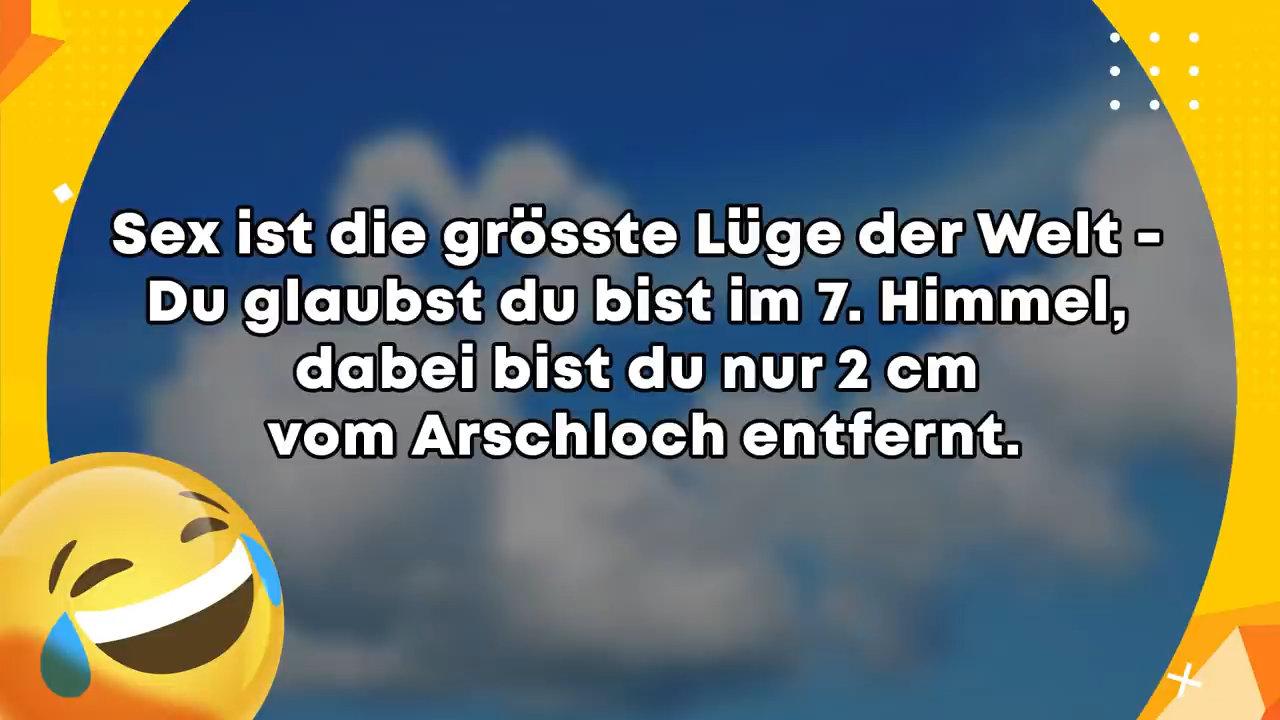 Sex ist die grösste Lüge der Welt -
Du glaubst du bist im 7. Himmel,
dabei bist du nur 2 cm
vom Arschloch entfernt.